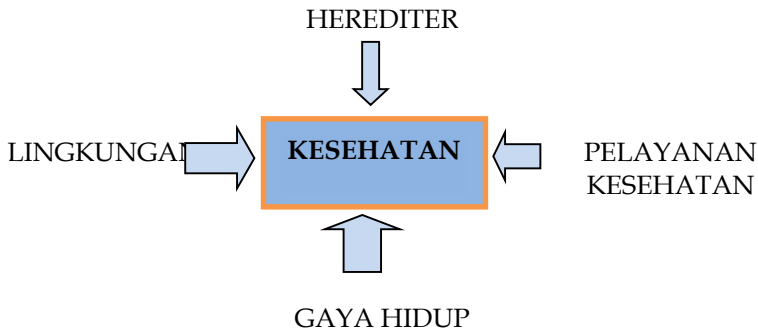 HEREDITER
LINGKUNGAN
KESEHATAN
PELAYANAN
KESEHATAN
GAYA HIDUP